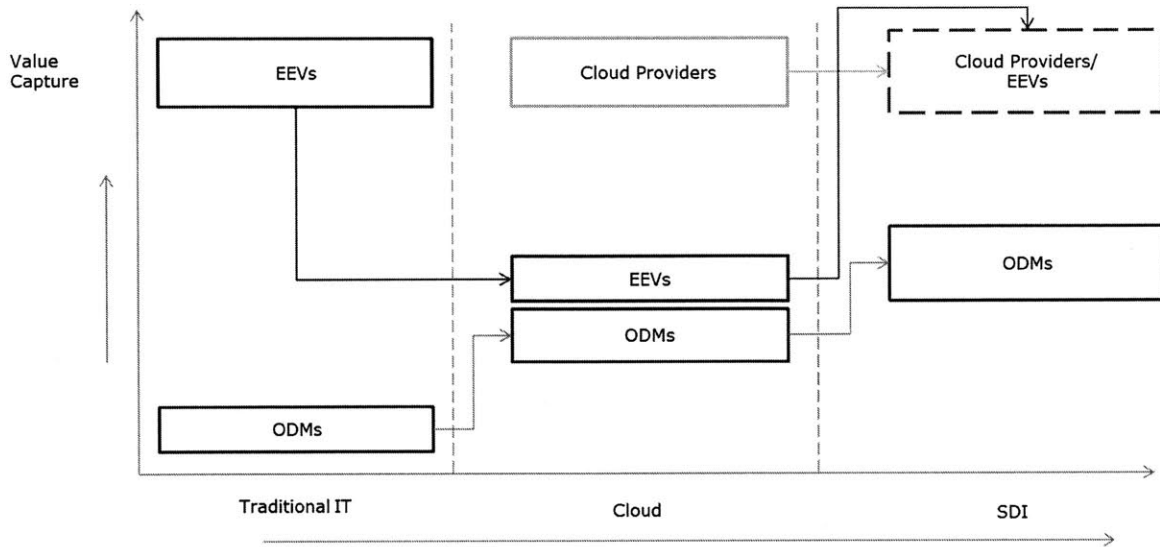 Value
Capture
EEVs
Cloud Providers
Cloud Providers/
EEVs
EEVs
ODMs
ODMs
ODMs
Traditional IT
Cloud
SDI